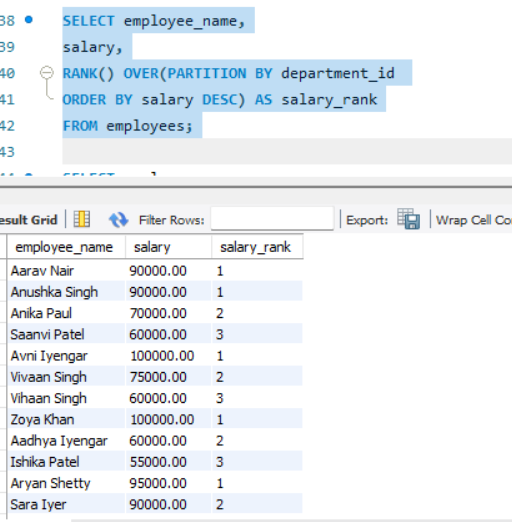 38 SELECT employee_name,
39 salary,
40 RANK() OVER(PARTITION BY department_id
41 ORDER BY salary DESC) AS salary_rank
42 FROM employees;
43
Result Grid Filter Rows: Export: Wrap Cell Co
employee_name salary salary_rank
Aarav Nair 90000.00 1
Anushka Singh 90000.00 1
Anika Paul 70000.00 2
Saanvi Patel 60000.00 3
Avni Iyengar 100000.00 1
Vivaan Singh 75000.00 2
Vihaan Singh 60000.00 3
Zoya Khan 100000.00 1
Aadhya Iyengar 60000.00 2
Ishika Patel 55000.00 3
Aryan Shetty 95000.00 1
Sara Iyer 90000.00 2